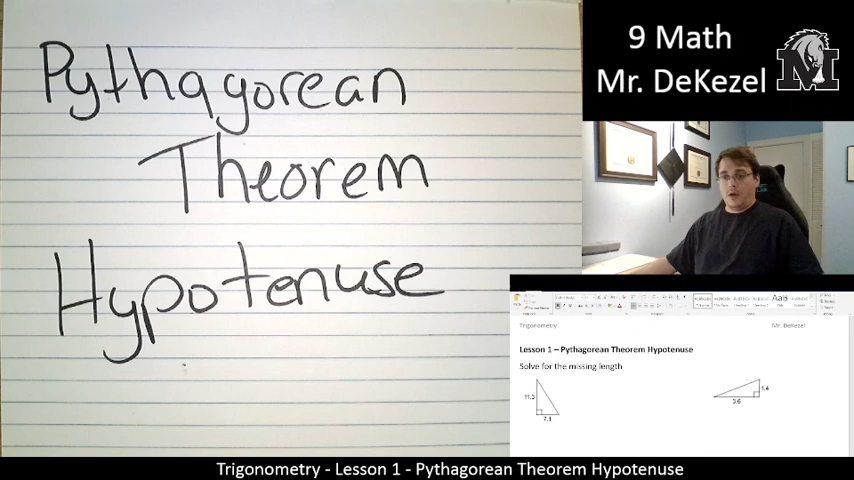 Pythagorean
Theorem
Hypotenuse
9 Math
Mr. DeKezel
M
Trigonometry
Mr. DeKezel
Lesson 1 – Pythagorean Theorem Hypotenuse
Solve for the missing length
11.3
7.1
1.4
3.6
Trigonometry - Lesson 1 - Pythagorean Theorem Hypotenuse